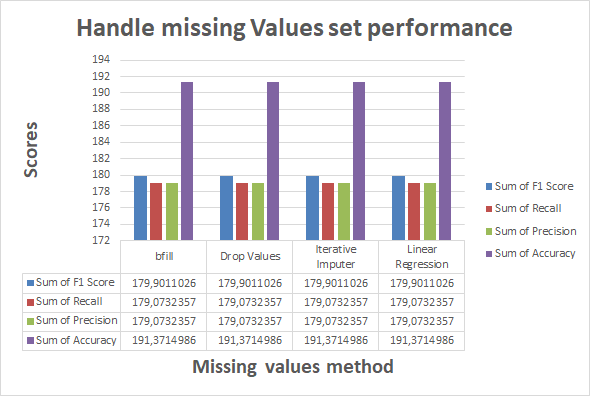 Handle missing Values set performance
Scores
194
192
190
188
186
184
182
180
178
176
174
172
bfill Drop Values Iterative Imputer Linear Regression
Sum of F1 Score 179,9011026 179,9011026 179,9011026 179,9011026
Sum of Recall 179,0732357 179,0732357 179,0732357 179,0732357
Sum of Precision 179,0732357 179,0732357 179,0732357 179,0732357
Sum of Accuracy 191,3714986 191,3714986 191,3714986 191,3714986
Missing values method
Sum of F1 Score
Sum of Recall
Sum of Precision
Sum of Accuracy